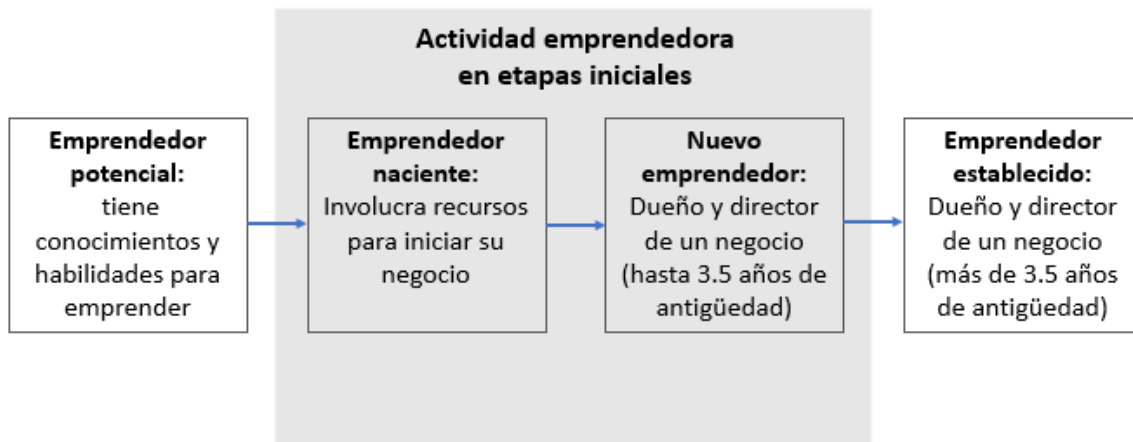 Actividad emprendedora
en etapas iniciales
Emprendedor
potencial:
tiene
conocimientos y
habilidades para
emprender
Emprendedor
naciente:
Involucra recursos
para iniciar su
negocio
Nuevo
emprendedor:
Dueño y director
de un negocio
(hasta 3.5 años de
antigüedad)
Emprendedor
establecido:
Dueño y director
de un negocio
(más de 3.5 años
de antigüedad)